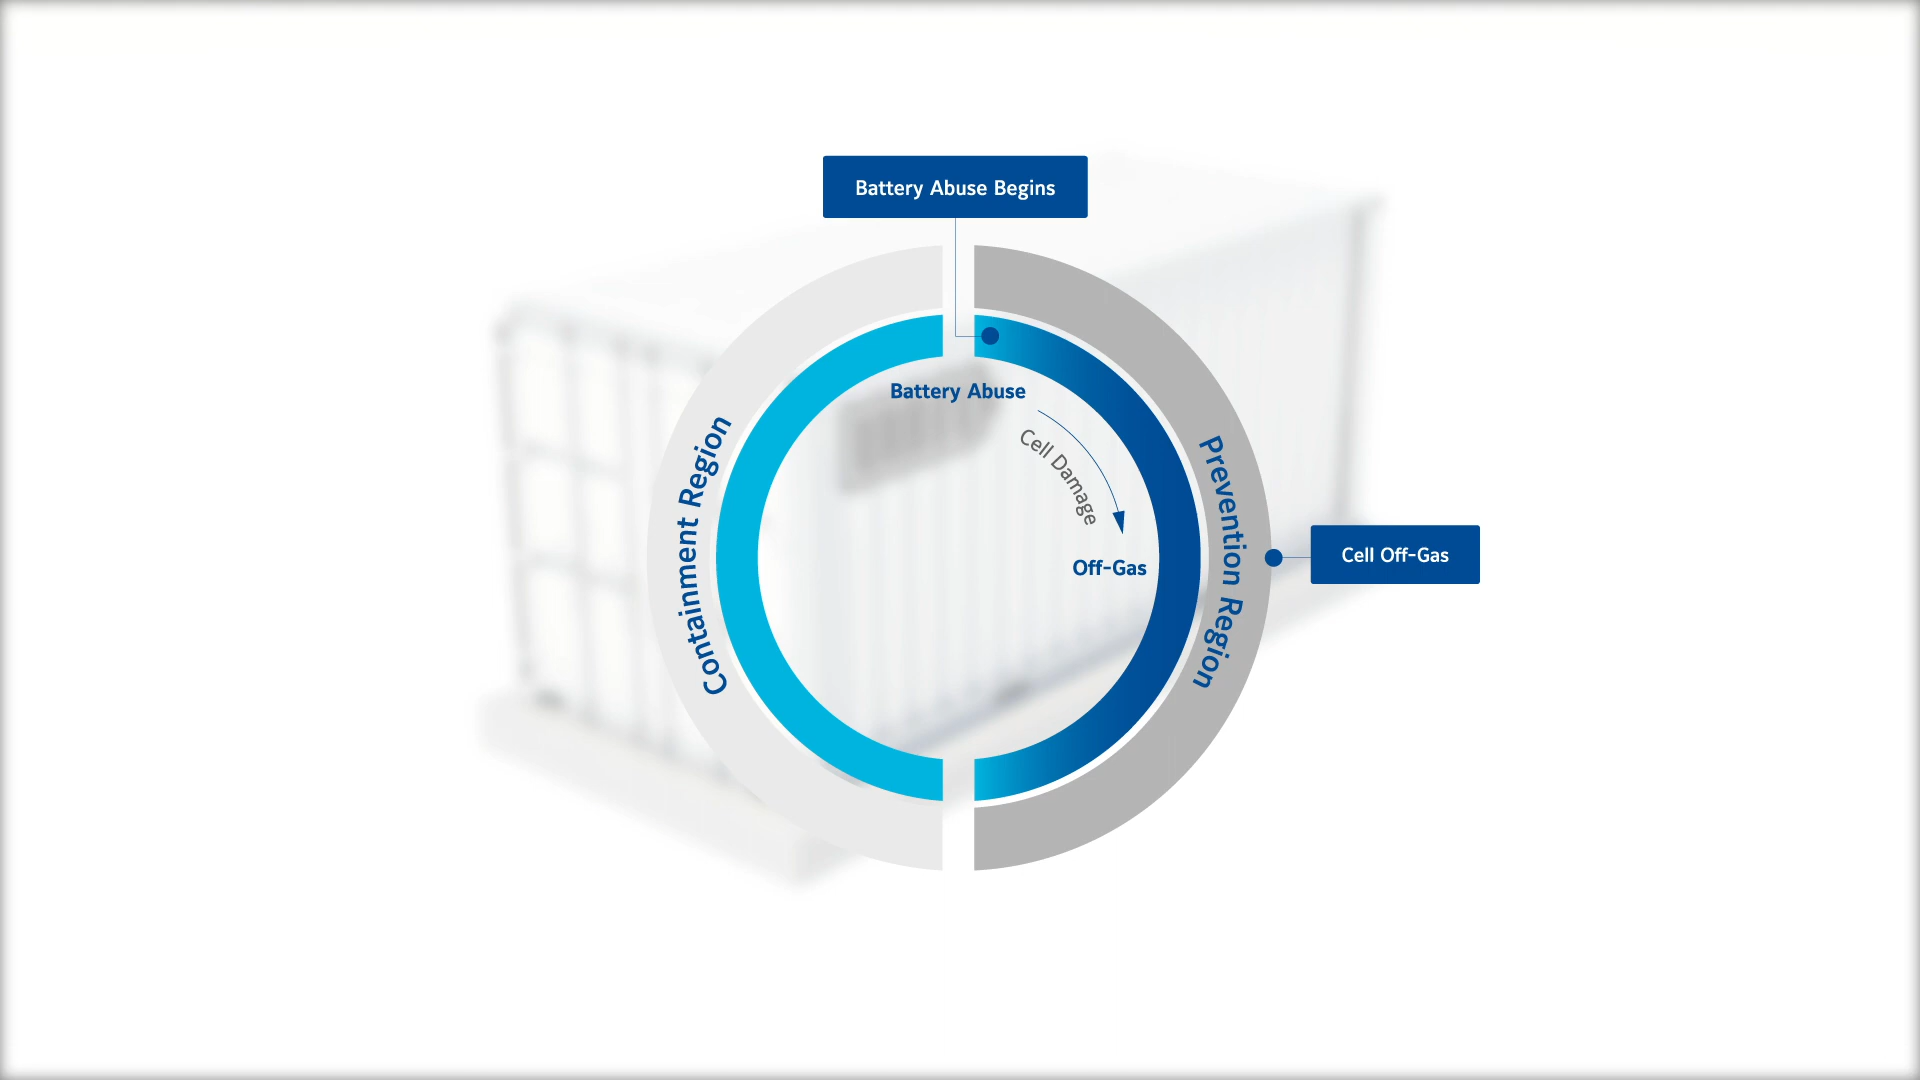 Battery Abuse Begins
Battery Abuse
Cell Damage
Off-Gas
Containment Region
Prevention Region
Cell Off-Gas